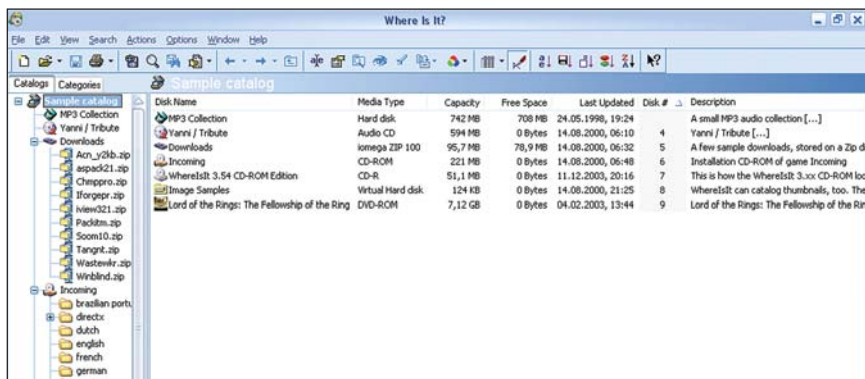 Where Is It?
File Edit View Search Actions Options Window Help
Catalogs Categories
Sample catalog
Sample catalog
MP3 Collection
Yanni / Tribute
Downloads
Acn_y2kb.zip
aspack21.zip
Chmppro.zip
Iforgepr.zip
iview321.zip
Packitm.zip
Soom10.zip
Tangnt.zip
Wastewkr.zip
Winblind.zip
Incoming
brazilian portu
directx
dutch
english
french
german
Disk Name Media Type Capacity Free Space Last Updated Disk # Description
MP3 Collection Hard disk 742 MB 708 MB 24.05.1998, 19:24 A small MP3 audio collection [...]
Yanni / Tribute Audio CD 594 MB 0 Bytes 14.08.2000, 06:10 4 Yanni / Tribute [...]
Downloads iomega ZIP 100 95,7 MB 78,9 MB 14.08.2000, 06:32 5 A few sample downloads, stored on a Zip d
Incoming CD-ROM 221 MB 0 Bytes 14.08.2000, 06:48 6 Installation CD-ROM of game Incoming
WhereIsIt 3.54 CD-ROM Edition CD-R 51,1 MB 0 Bytes 11.12.2003, 20:16 7 This is how the WhereIsIt 3.xx CD-ROM loo
Image Samples Virtual Hard disk 124 KB 0 Bytes 14.08.2000, 21:25 8 WhereIsIt can catalog thumbnails, too. The
Lord of the Rings: The Fellowship of the Ring DVD-ROM 7,12 GB 0 Bytes 04.02.2003, 13:44 9 Lord of the Rings: The Fellowship of the Rin